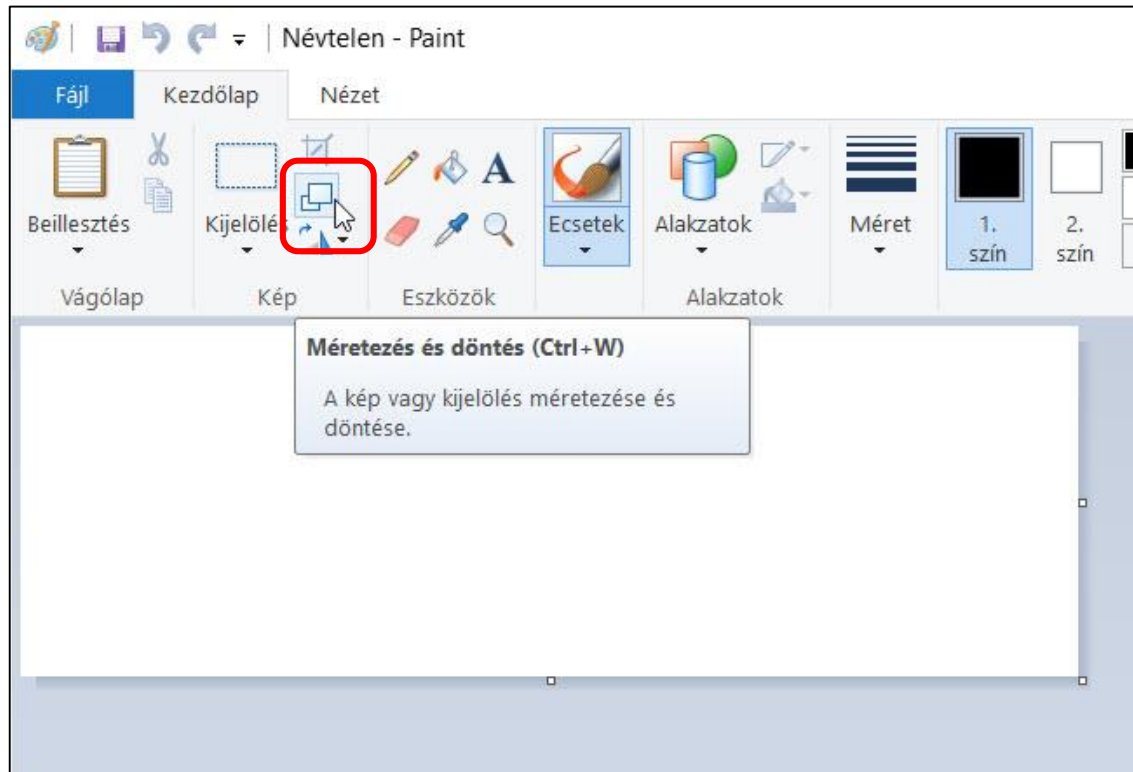 Névtelen - Paint
Fájl Kezdőlap Nézet
Beillesztés Kijelölés A Ecsetek Alakzatok Méret 1. szín 2. szín
Vágólap Kép Eszközök Alakzatok
Méretezés és döntés (Ctrl+W)
A kép vagy kijelölés méretezése és
döntése.